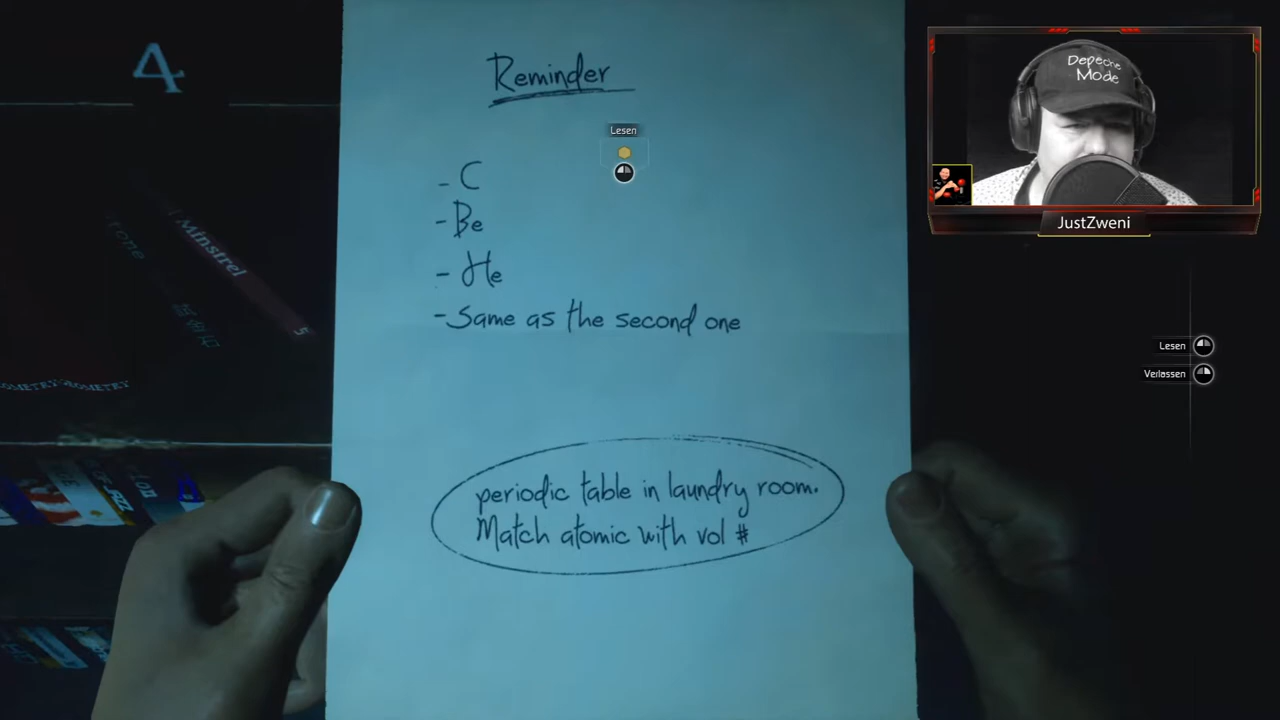 4
Reminder
Lesen
- C
- Be
- He
- Same as the second one
periodic table in laundry room.
Match atomic with vol #
Minstrel
5
Depeche
Mode
JustZweni
Lesen
Verlassen